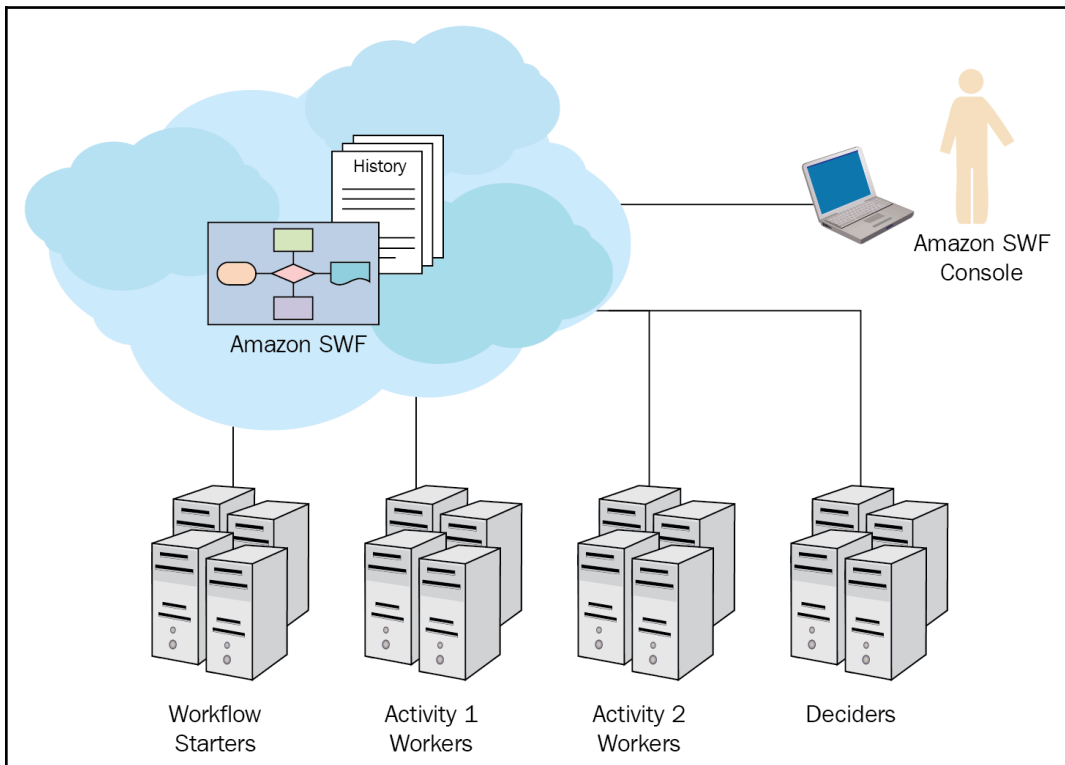 History
Amazon SWF
Amazon SWF
Console
Workflow
Starters
Activity 1
Workers
Activity 2
Workers
Deciders